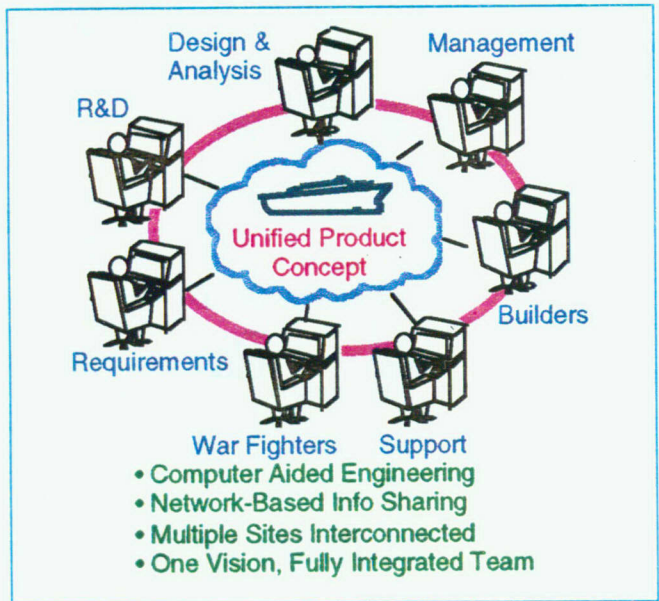 Design &
Analysis
Management
R&D
Unified Product
Concept
Builders
Requirements
War Fighters
Support
• Computer Aided Engineering
• Network-Based Info Sharing
• Multiple Sites Interconnected
• One Vision, Fully Integrated Team